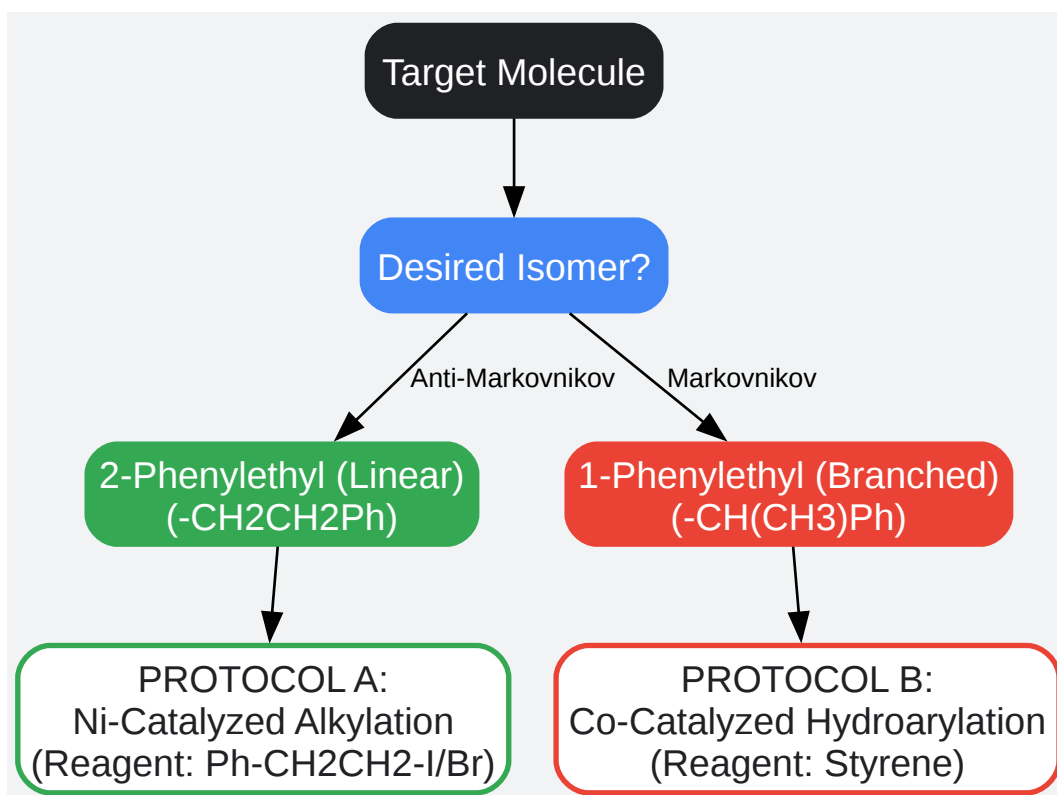 Target Molecule
Desired Isomer?
Anti-Markovnikov
Markovnikov
2-Phenylethyl (Linear)
(-CH2CH2Ph)
1-Phenylethyl (Branched)
(-CH(CH3)Ph)
PROTOCOL A:
Ni-Catalyzed Alkylation
(Reagent: Ph-CH2CH2-I/Br)
PROTOCOL B:
Co-Catalyzed Hydroarylation
(Reagent: Styrene)